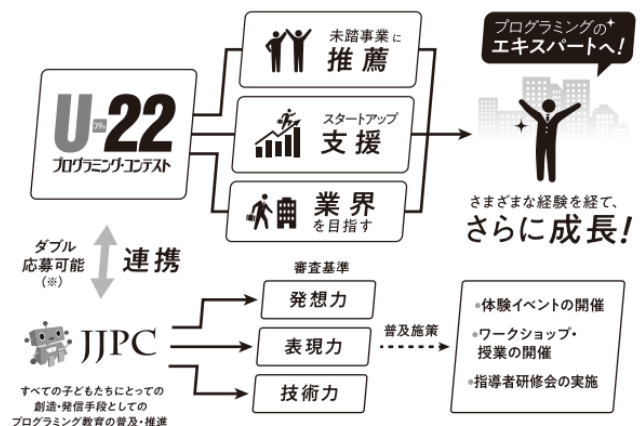 未踏事業に
推薦
プログラミングの
エキスパートへ!
U-22
プログラミング・コンテスト
スタートアップ
支援
業界
を目指す
さまざまな経験を経て、
さらに成長!
ダブル
応募可能
(※)
連携
審査基準
発想力
表現力
技術力
普及施策
•体験イベントの開催
•ワークショップ・
授業の開催
•指導者研修会の実施
JJPC
すべての子どもたちにとっての
創造・発信手段としての
プログラミング教育の普及・推進